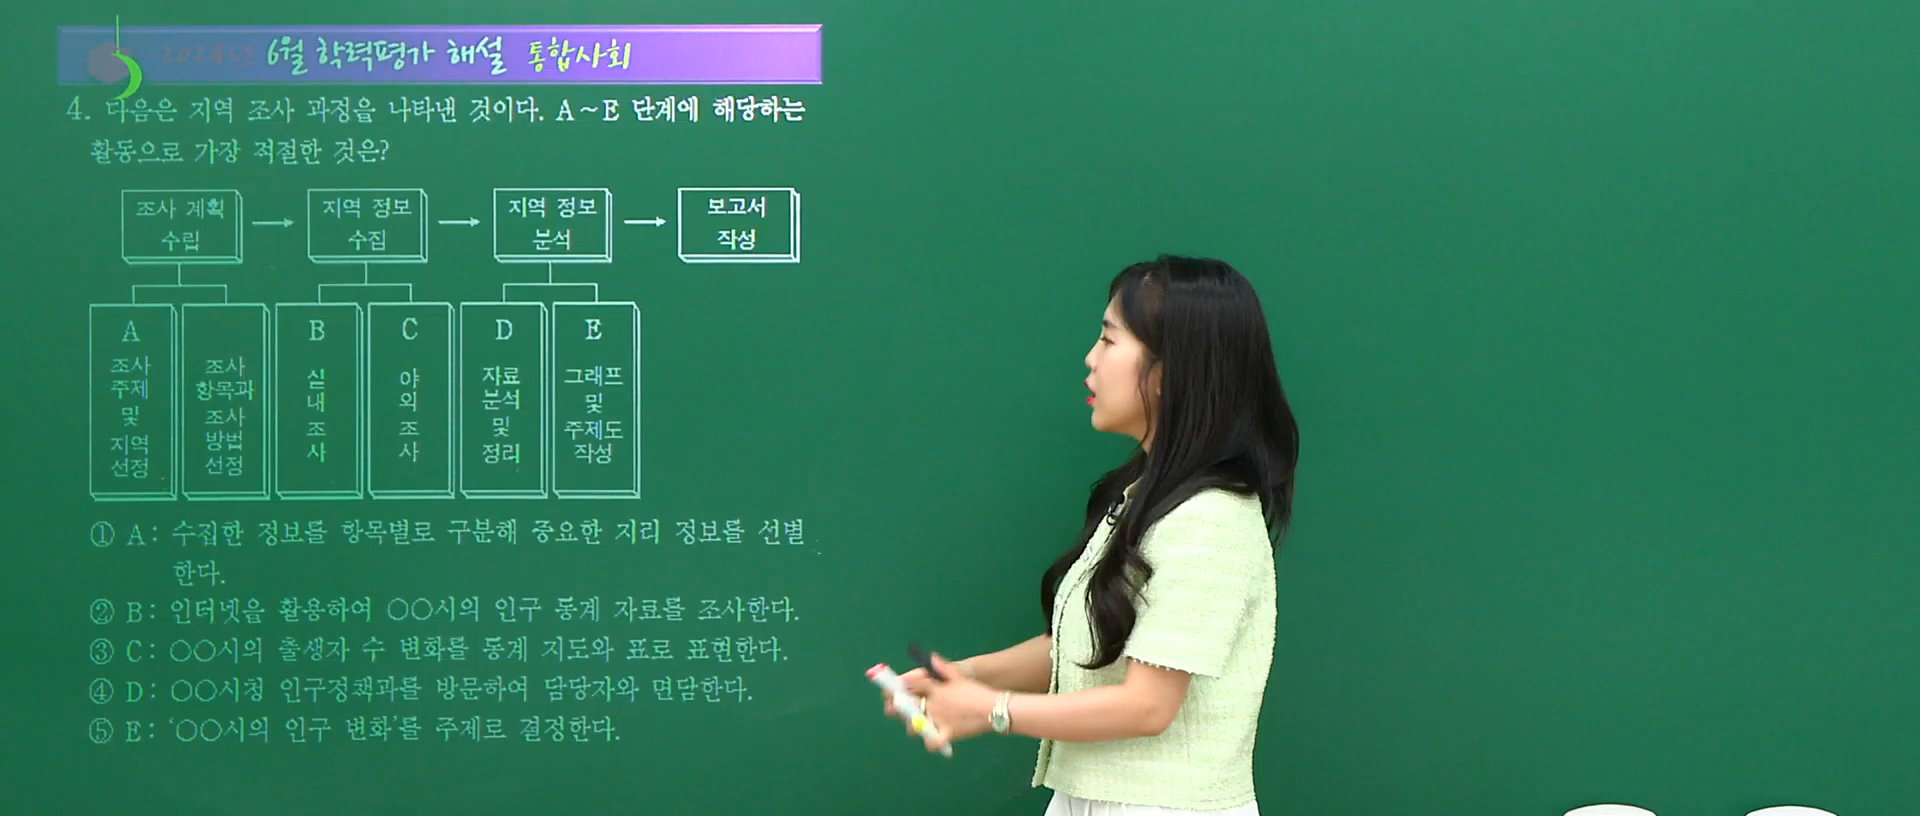 2024년 6월 학력평가 해설 통합사회
4. 다음은 지역 조사 과정을 나타낸 것이다. A～E 단계에 해당하는
활동으로 가장 적절한 것은?
조사 계획
수립
지역 정보
수집
지역 정보
분석
보고서
작성
A
조사
주제
및
지역
선정
조사
항목과
조사
방법
선정
B
실
내
조
사
C
야
외
조
사
D
자료
분석
및
정리
E
그래프
및
주제도
작성
① A: 수집한 정보를 항목별로 구분해 중요한 지리 정보를 선별
한다.
② B: 인터넷을 활용하여 ○○시의 인구 통계 자료를 조사한다.
③ C: ○○시의 출생자 수 변화를 통계 지도와 표로 표현한다.
④ D: ○○시청 인구정책과를 방문하여 담당자와 면담한다.
⑤ E: ‘○○시의 인구 변화’를 주제로 결정한다.